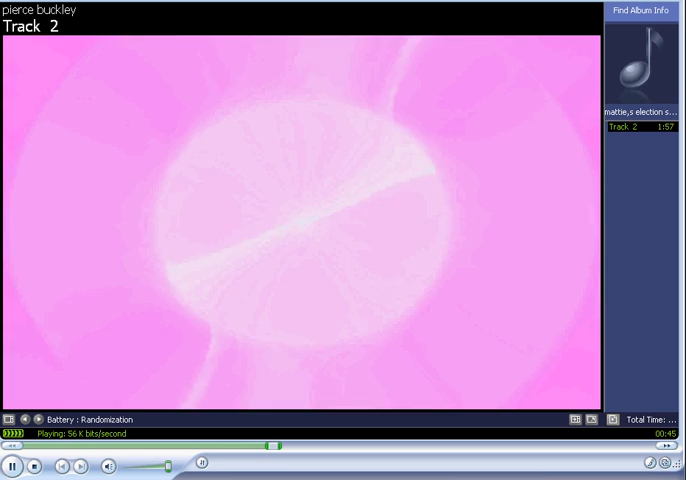 pierce buckley
Track 2
Find Album Info
mattie,s election s...
Track 2 1:57
Battery : Randomization
Total Time: ...
Playing: 56 K bits/second
00:45